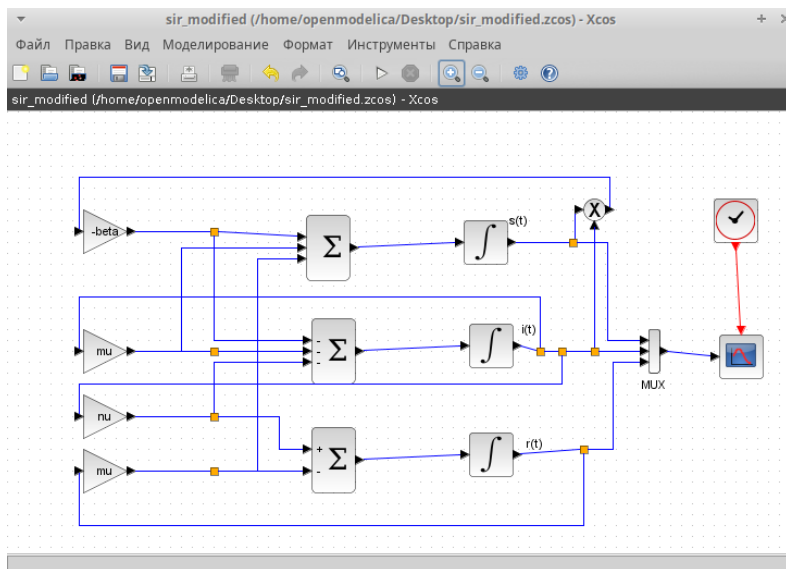 sir_modified (/home/openmodelica/Desktop/sir_modified.zcos) - Xcos
Файл Правка Вид Моделирование Формат Инструменты Справка
sir_modified (/home/openmodelica/Desktop/sir_modified.zcos) - Xcos
-beta
Σ
∫
s(t)
X
mu
-
-
-
Σ
∫
i(t)
MUX
nu
mu
+
-
Σ
∫
r(t)